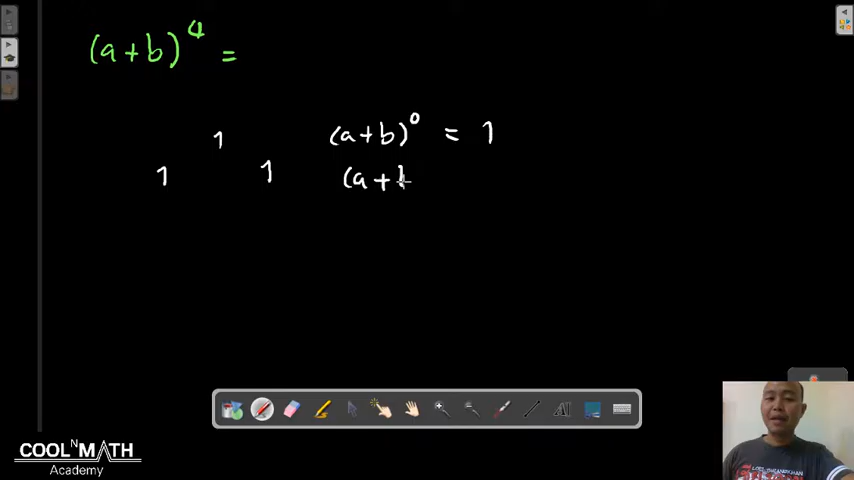 (a+b)⁴ =
1 (a+b)⁰ = 1
1 1 (a+
COOL N MATH
Academy